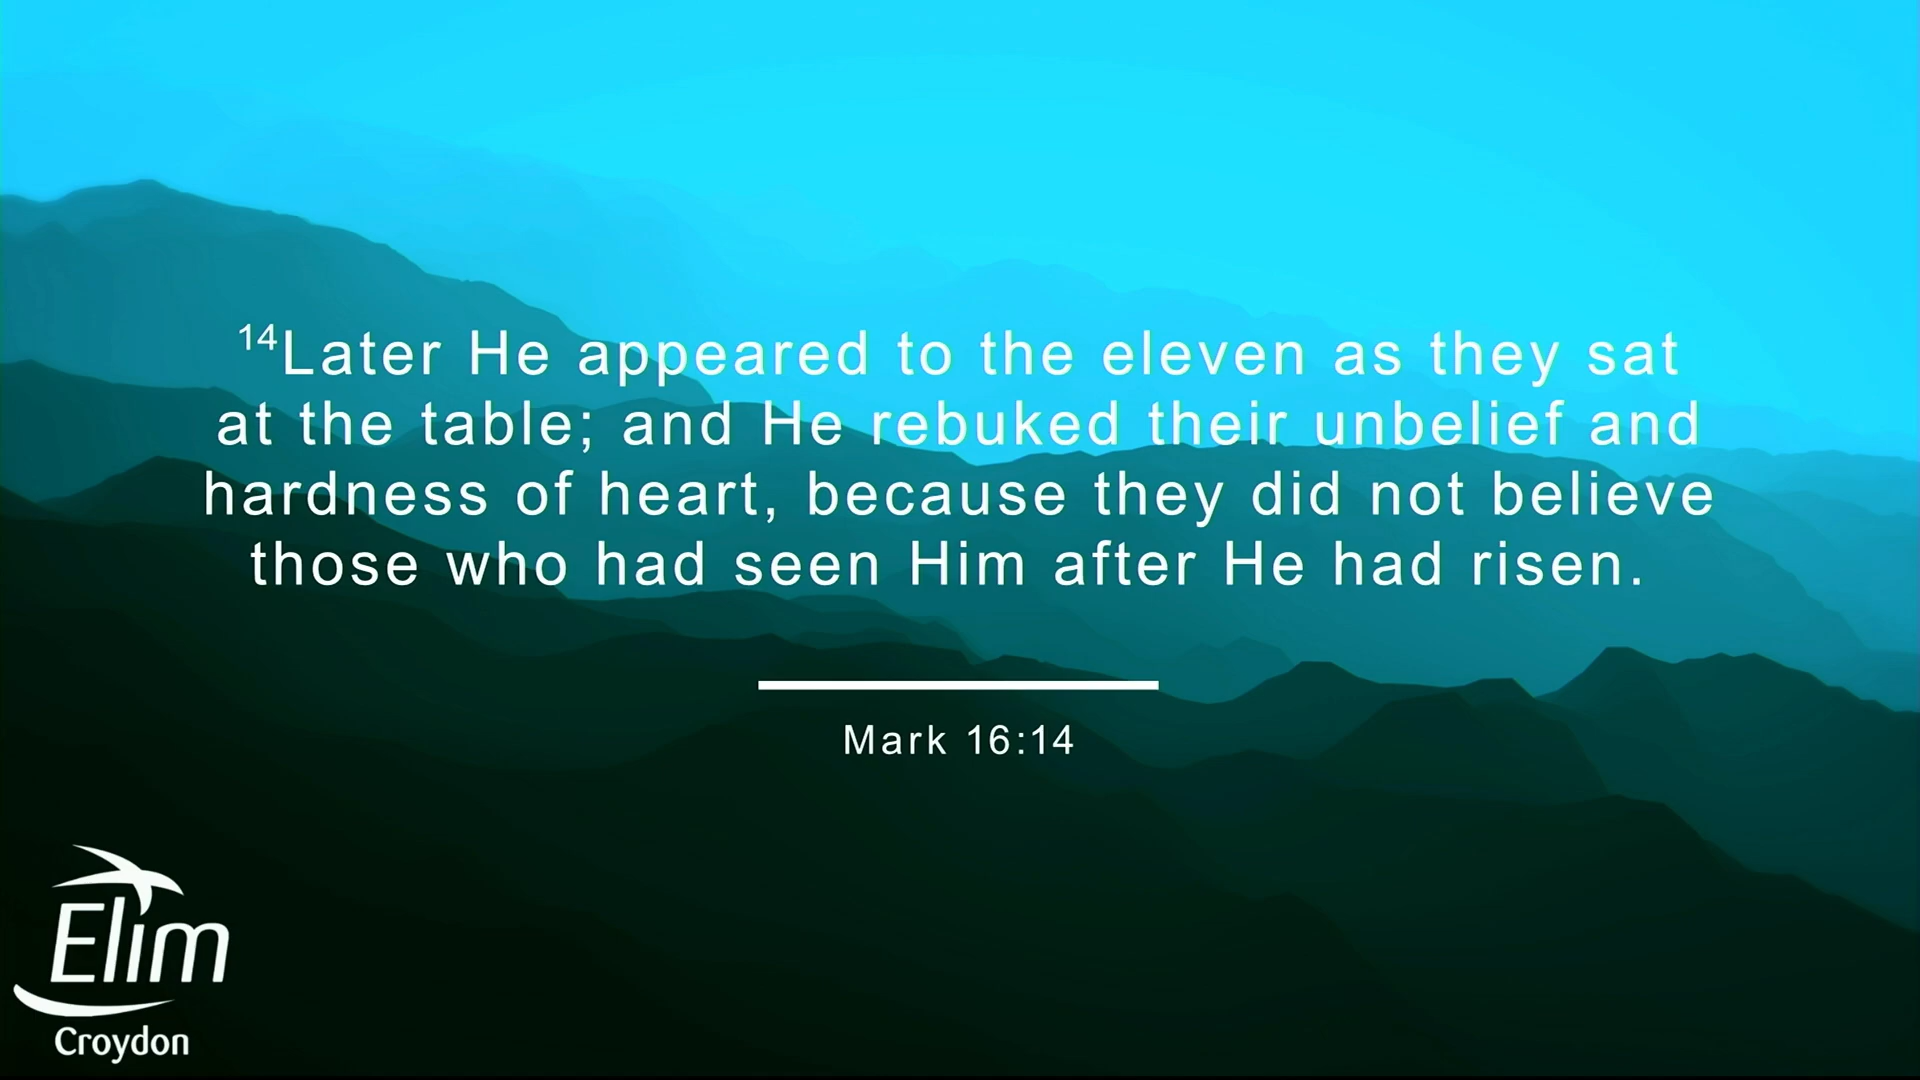 ¹⁴Later He appeared to the eleven as they sat
at the table; and He rebuked their unbelief and
hardness of heart, because they did not believe
those who had seen Him after He had risen.
Mark 16:14
Elim
Croydon